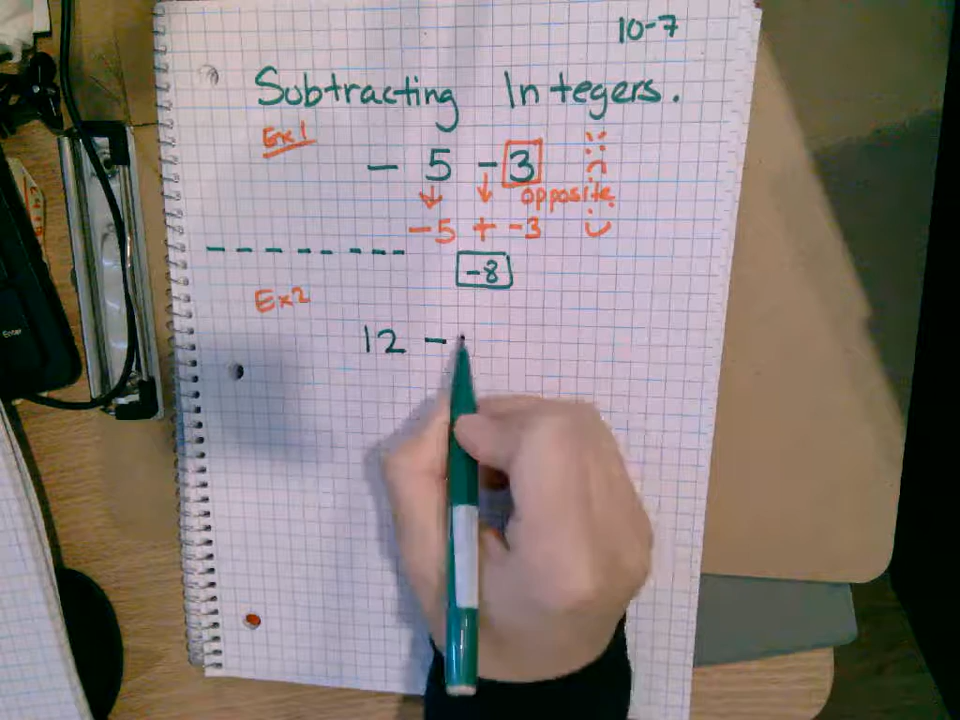 10-7
Subtracting Integers.
Ex1
- 5 - 3
opposite
-5 + -3
-8
Ex2
12 -